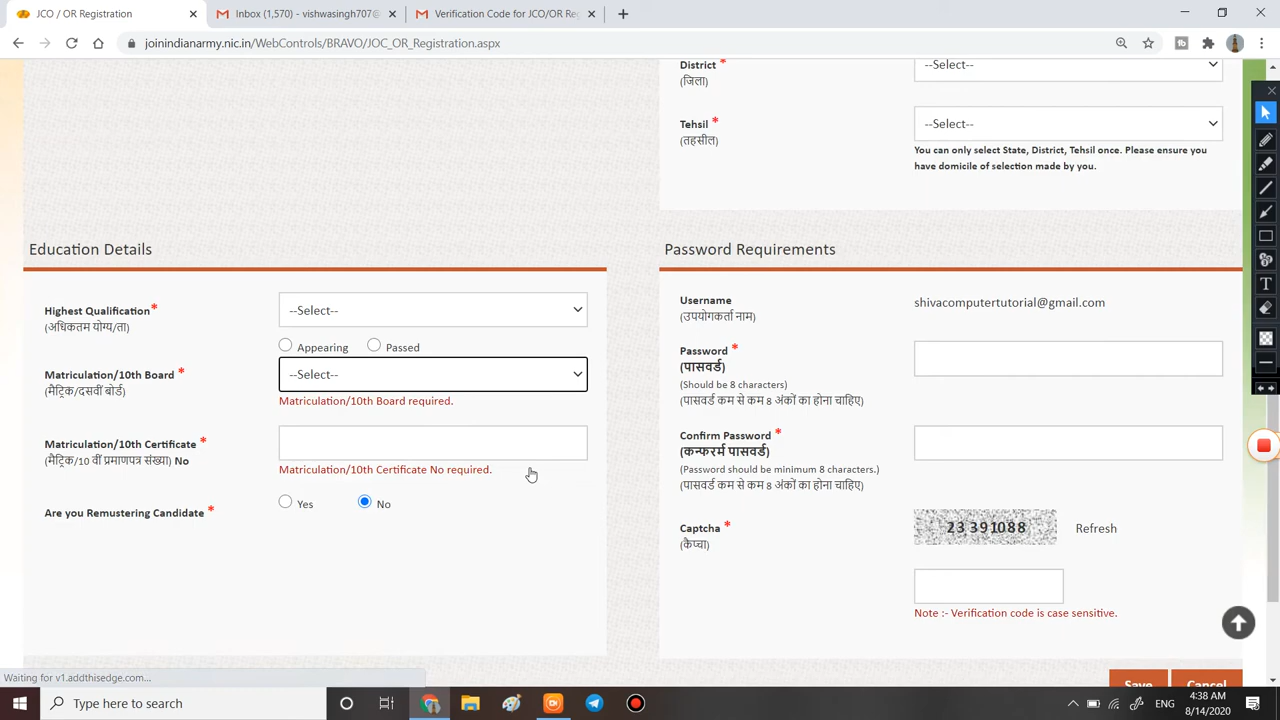 JCO / OR Registration
Inbox (1,570) - vishwasingh707@
Verification Code for JCO/OR Reg
joinindianarmy.nic.in/WebControls/BRAVO/JOC_OR_Registration.aspx
District *
(जिला)
--Select--
Tehsil *
(तहसील)
--Select--
You can only select State, District, Tehsil once. Please ensure you
have domicile of selection made by you.
Education Details
Highest Qualification*
(अधिकतम योग्य/ता)
--Select--
Appearing Passed
Matriculation/10th Board *
(मैट्रिक/दसवीं बोर्ड)
--Select--
Matriculation/10th Board required.
Matriculation/10th Certificate *
(मैट्रिक/10 वीं प्रमाणपत्र संख्या) No
Matriculation/10th Certificate No required.
Are you Remustering Candidate *
Yes No
Password Requirements
Username
(उपयोगकर्ता नाम)
shivacomputertutorial@gmail.com
Password *
(पासवर्ड)
(Should be 8 characters)
(पासवर्ड कम से कम 8 अंकों का होना चाहिए)
Confirm Password *
(कन्फरर्म पासवर्ड)
(Password should be minimum 8 characters.)
(पासवर्ड कम से कम 8 अंकों का होना चाहिए)
Captcha *
(कैप्चा)
23391088
Refresh
Note :- Verification code is case sensitive.
Save Cancel
Waiting for v1.addthisedge.com...
Type here to search
ENG
4:38 AM
8/14/2020